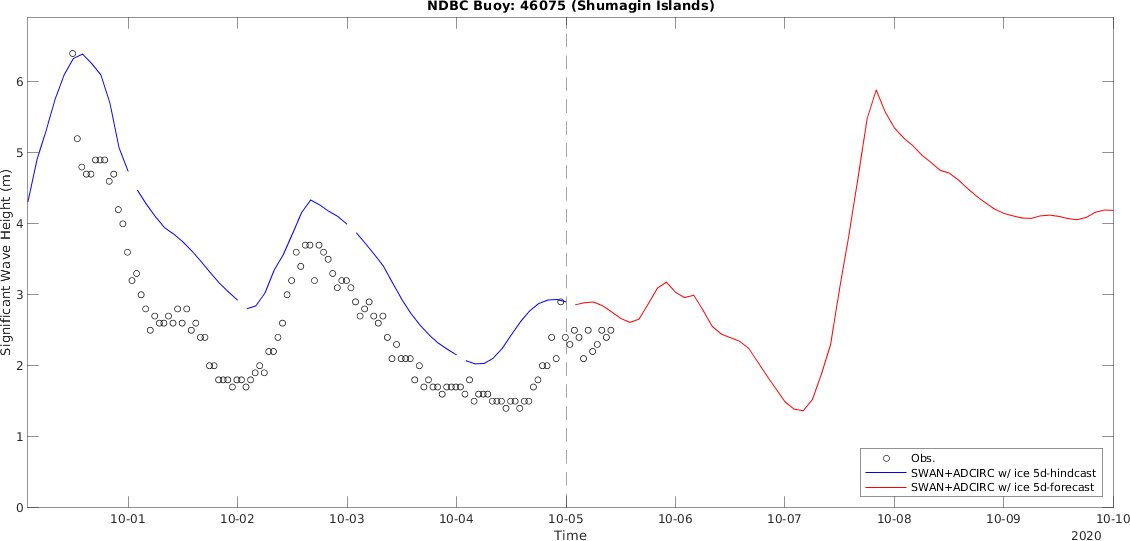 NDBC Buoy: 46075 (Shumagin Islands)
Significant Wave Height (m)
6
5
4
3
2
1
0
Obs.
SWAN+ADCIRC w/ ice 5d-hindcast
SWAN+ADCIRC w/ ice 5d-forecast
10-01 10-02 10-03 10-04 10-05 10-06 10-07 10-08 10-09 10-10
Time
2020